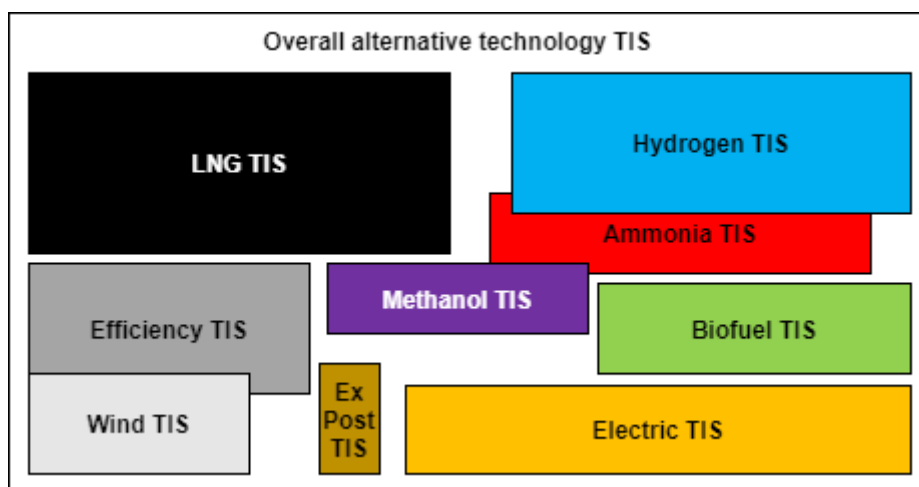 Overall alternative technology TIS
LNG TIS
Hydrogen TIS
Ammonia TIS
Methanol TIS
Efficiency TIS
Biofuel TIS
Wind TIS
Ex
Post
TIS
Electric TIS